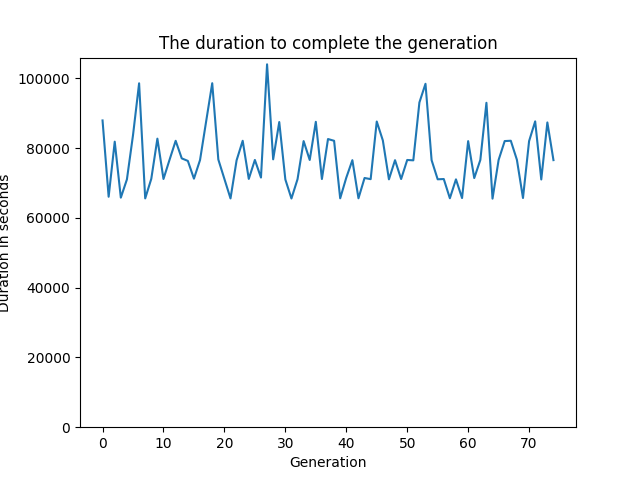 The duration to complete the generation
100000
80000
60000
40000
20000
0
Duration in seconds
0 10 20 30 40 50 60 70
Generation